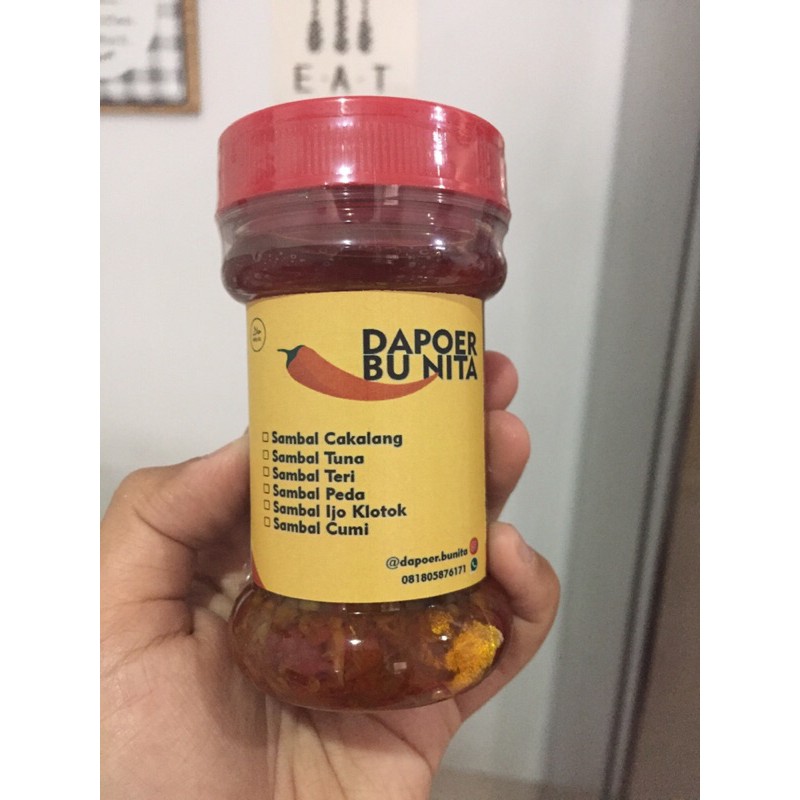 E·A·T
DAPOER
BU NITA
Sambal Cakalang
Sambal Tuna
Sambal Teri
Sambal Peda
Sambal Ijo Klotok
Sambal Cumi
@dapoer.bunita
081805876171